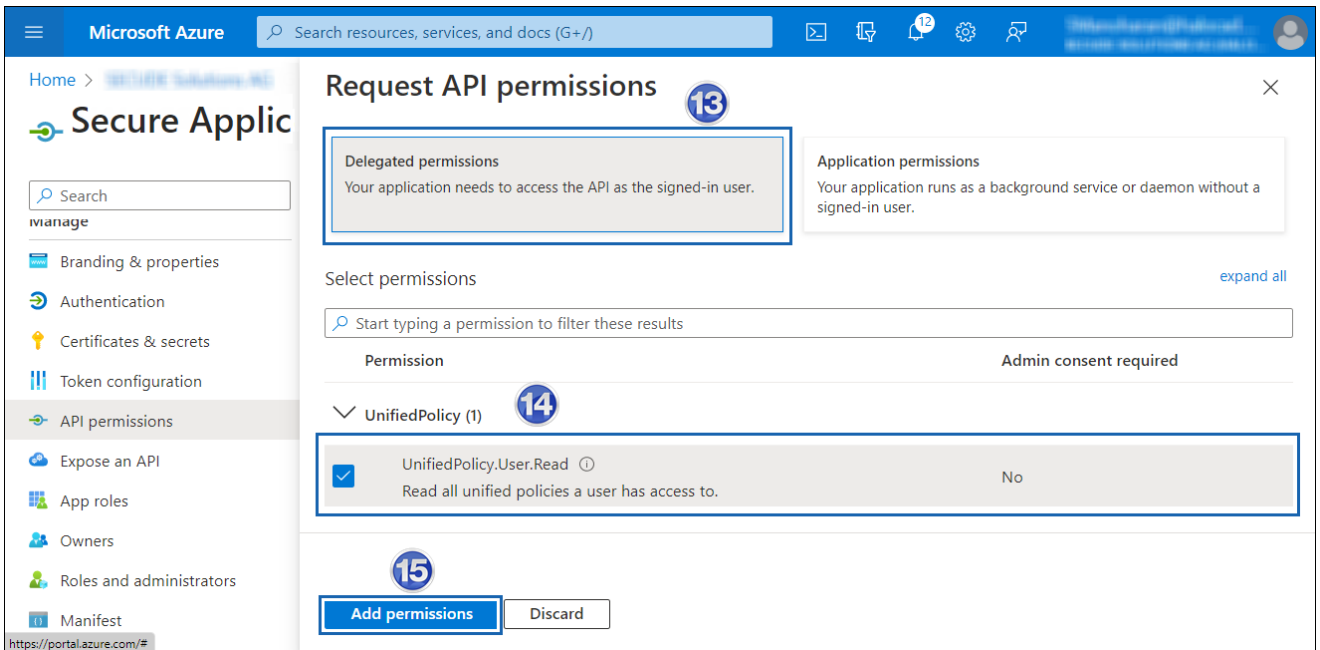 Microsoft Azure
Search resources, services, and docs (G+/)
12
Home >
Secure Applic
Search
Manage
Branding & properties
Authentication
Certificates & secrets
Token configuration
API permissions
Expose an API
App roles
Owners
Roles and administrators
Manifest
https://portal.azure.com/#
Request API permissions
13
Delegated permissions
Your application needs to access the API as the signed-in user.
Application permissions
Your application runs as a background service or daemon without a
signed-in user.
Select permissions
expand all
Start typing a permission to filter these results
Permission
Admin consent required
14
UnifiedPolicy (1)
UnifiedPolicy.User.Read
Read all unified policies a user has access to.
No
15
Add permissions
Discard